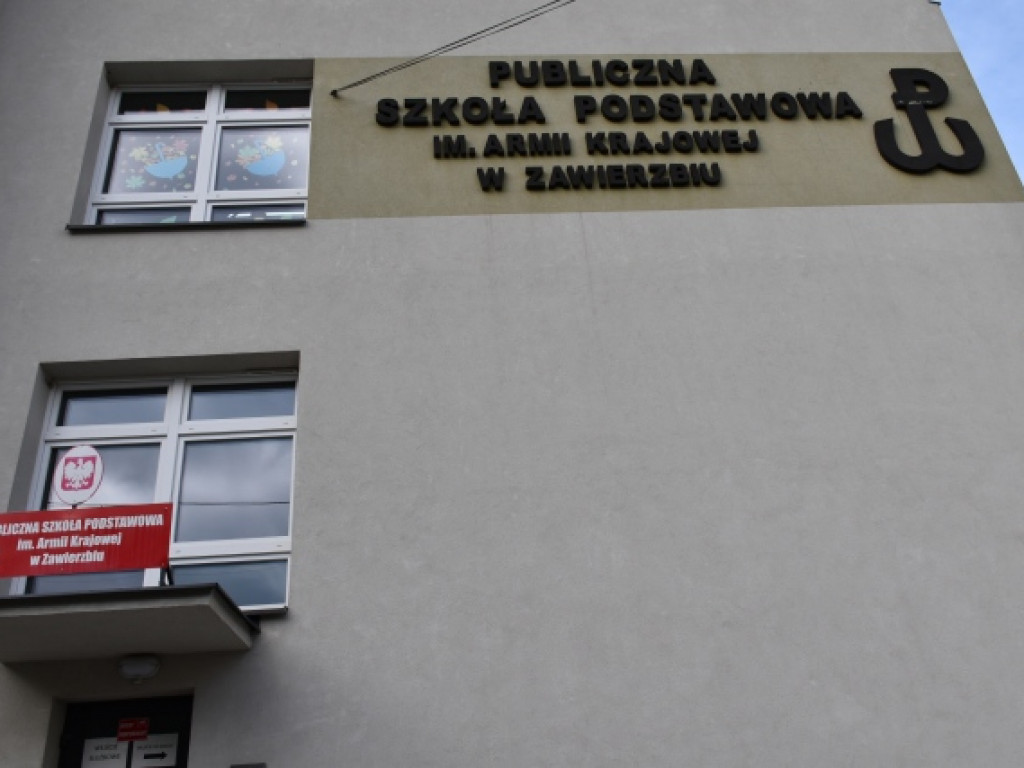 PUBLICZNA
SZKOŁA PODSTAWOWA
IM. ARMII KRAJOWEJ
W ZAWIERZBIU
LICZNA SZKOŁA PODSTAWOWA
im. Armii Krajowej
w Zawierzbiu